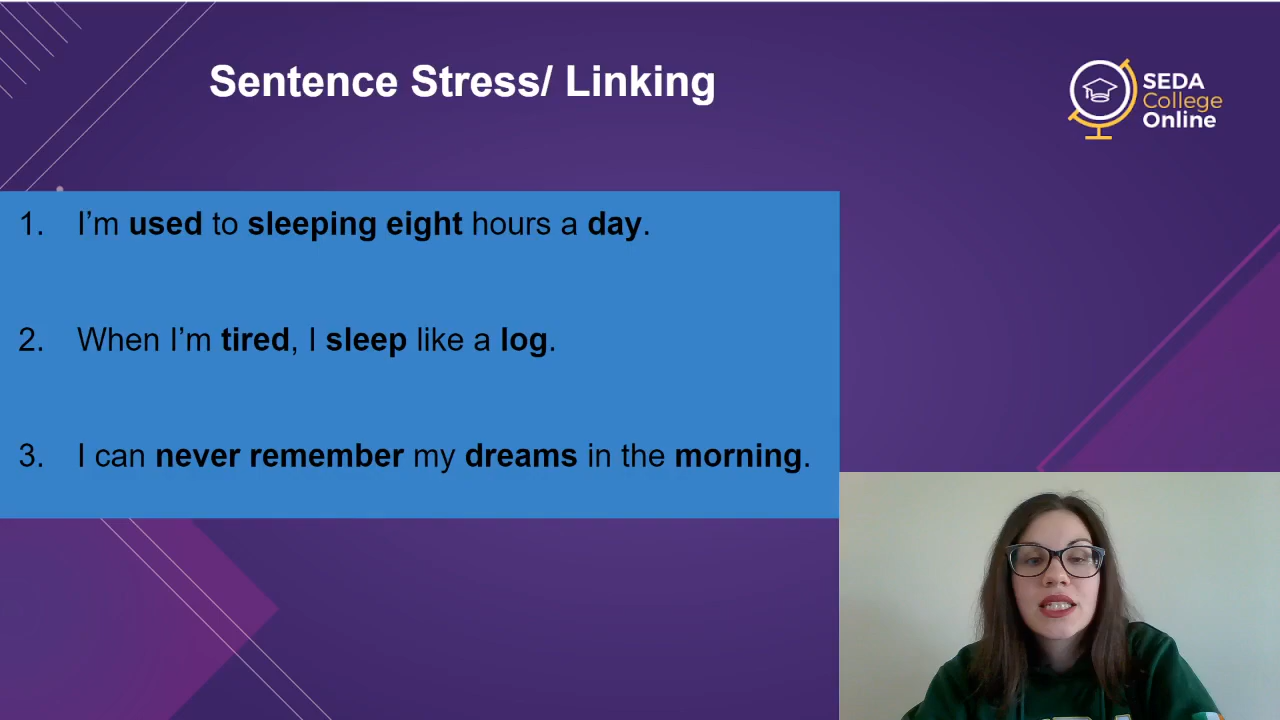 Sentence Stress/ Linking
SEDA
College
Online
1. I’m used to sleeping eight hours a day.
2. When I’m tired, I sleep like a log.
3. I can never remember my dreams in the morning.